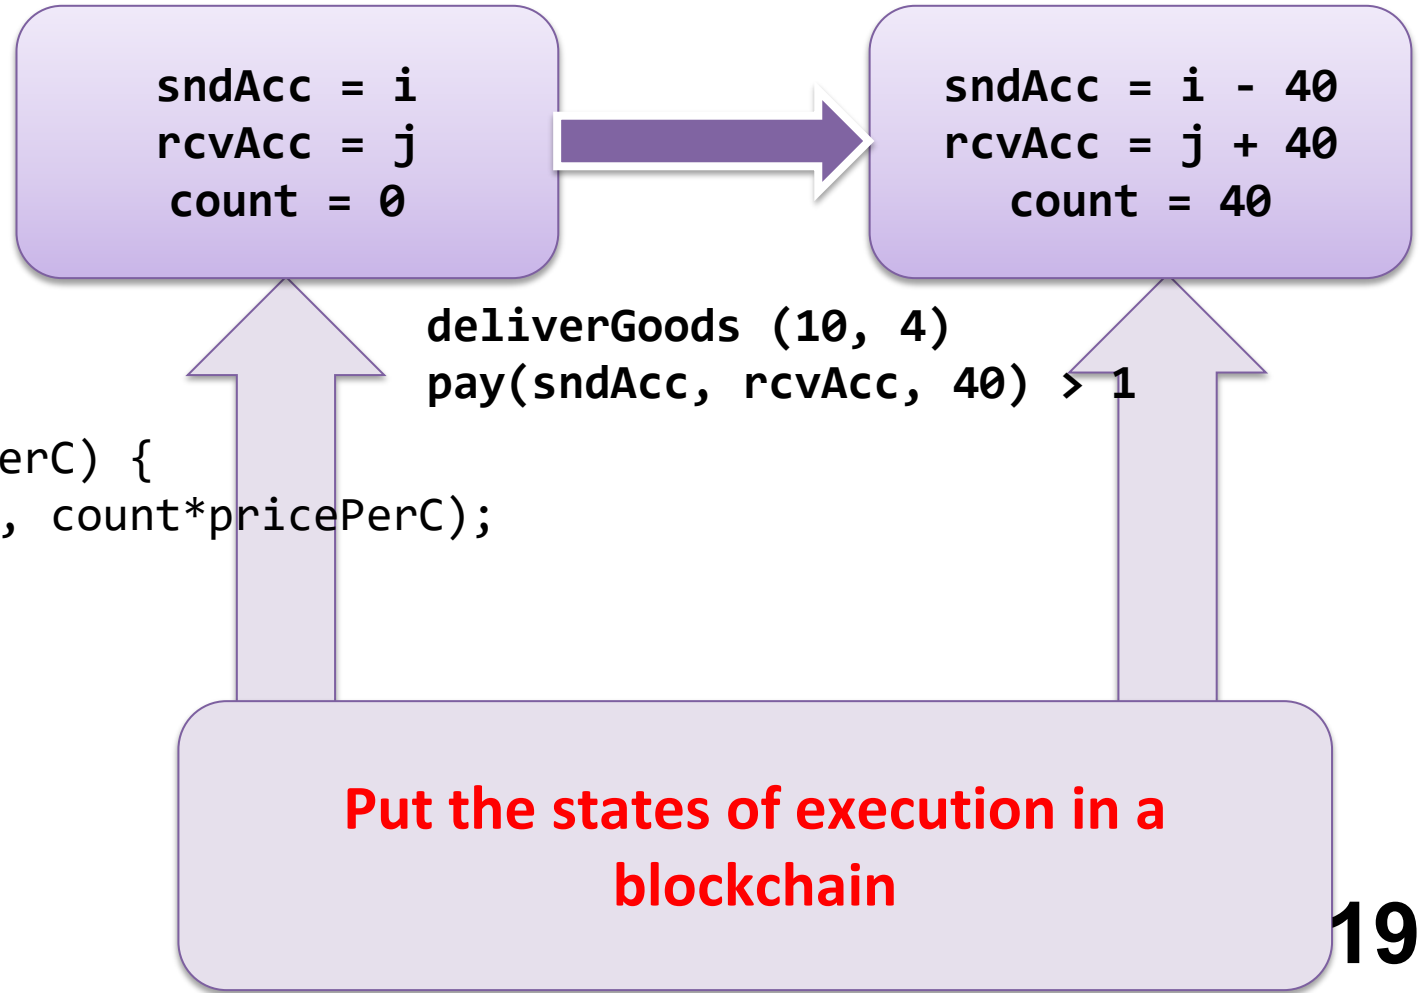 sndAcc = i
rcvAcc = j
count = 0
sndAcc = i - 40
rcvAcc = j + 40
count = 40
deliverGoods (10, 4)
pay(sndAcc, rcvAcc, 40) > 1
erC) {
, count*pricePerC);
Put the states of execution in a
blockchain
19